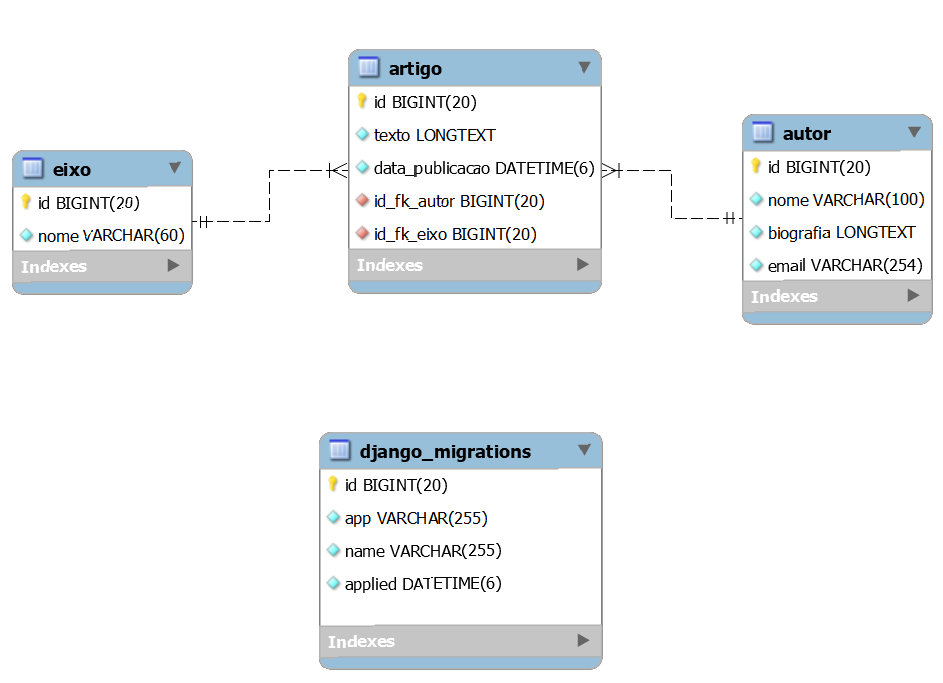 artigo
id BIGINT(20)
texto LONGTEXT
data_publicacao DATETIME(6)
id_fk_autor BIGINT(20)
id_fk_eixo BIGINT(20)
Indexes
eixo
id BIGINT(20)
nome VARCHAR(60)
Indexes
autor
id BIGINT(20)
nome VARCHAR(100)
biografia LONGTEXT
email VARCHAR(254)
Indexes
django_migrations
id BIGINT(20)
app VARCHAR(255)
name VARCHAR(255)
applied DATETIME(6)
Indexes